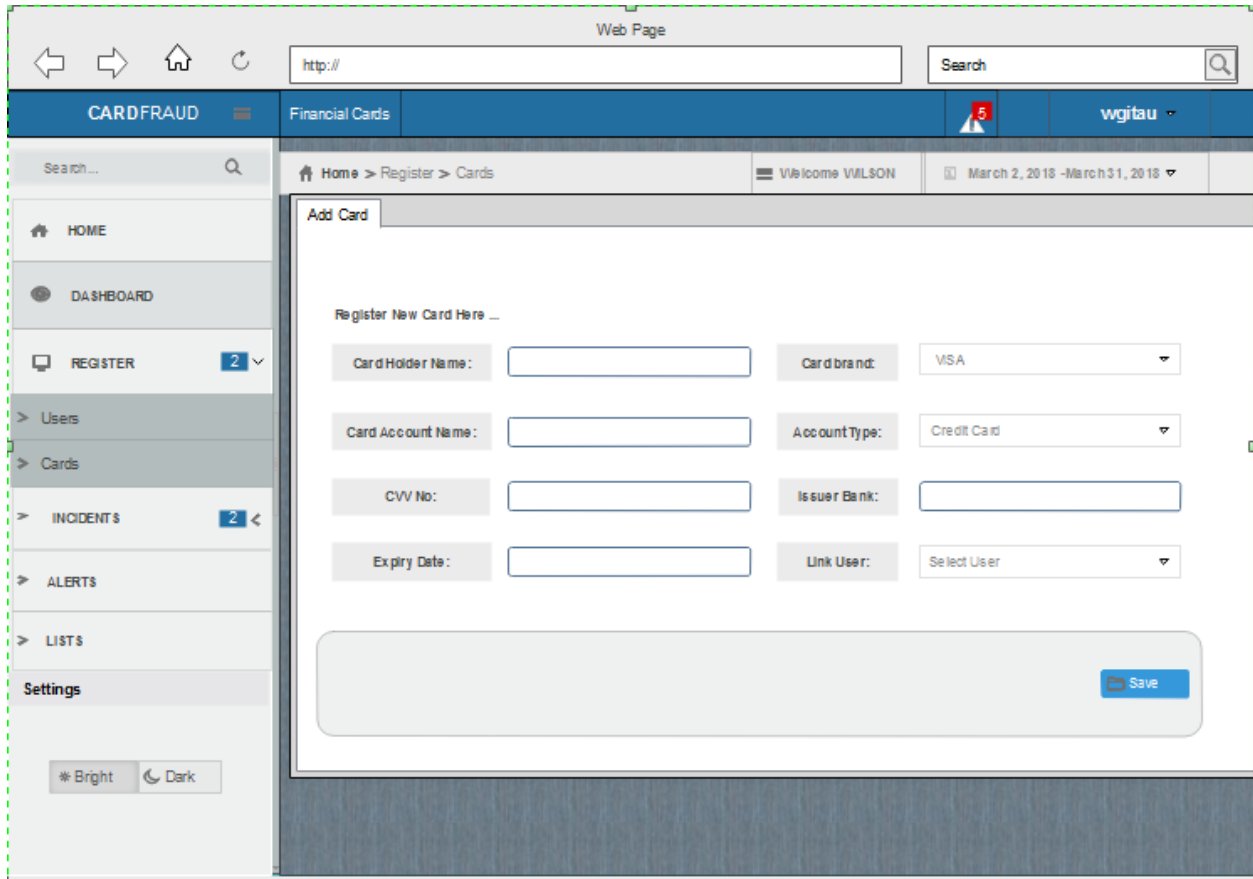 Web Page
http://
Search
CARDFRAUD
Financial Cards
5
wgitau
Search...
Home > Register > Cards
Welcome WILSON
March 2, 2018 -March 31, 2018
Add Card
HOME
DASHBOARD
REGISTER 2
> Users
> Cards
> INCIDENTS 2 <
> ALERTS
> LISTS
Settings
Bright
Dark
Register New Card Here ...
Card Holder Name:
Card brand:
VISA
Card Account Name:
Account Type:
Credit Card
CVV No:
Issuer Bank:
Expiry Date:
Link User:
Select User
Save